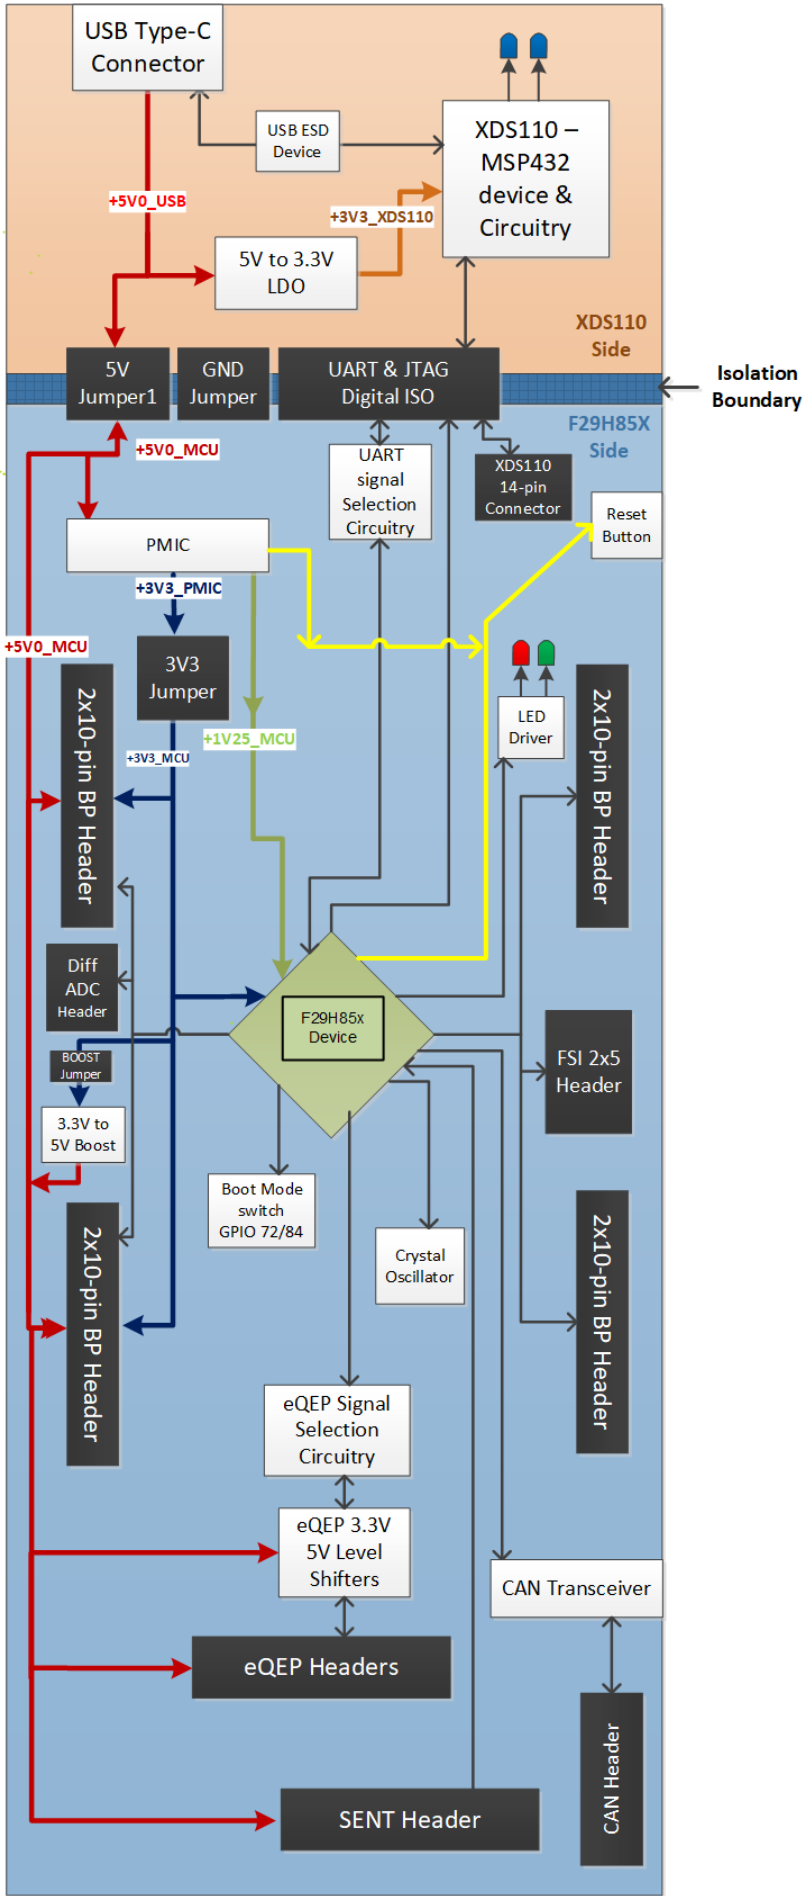 USB Type-C
Connector
USB ESD
Device
XDS110 –
MSP432
device &
Circuitry
+5V0_USB
+3V3_XDS110
5V to 3.3V
LDO
XDS110
Side
5V
Jumper1
GND
Jumper
UART & JTAG
Digital ISO
Isolation
Boundary
F29H85X
Side
+5V0_MCU
UART
signal
Selection
Circuitry
XDS110
14-pin
Connector
Reset
Button
PMIC
+3V3_PMIC
+5V0_MCU
3V3
Jumper
2x10-pin BP Header
+3V3_MCU
+1V25_MCU
LED
Driver
2x10-pin BP Header
Diff
ADC
Header
F29H85x
Device
FSI 2x5
Header
BOOST
Jumper
3.3V to
5V Boost
Boot Mode
switch
GPIO 72/84
Crystal
Oscillator
2x10-pin BP Header
2x10-pin BP Header
eQEP Signal
Selection
Circuitry
eQEP 3.3V
5V Level
Shifters
CAN Transceiver
eQEP Headers
CAN Header
SENT Header